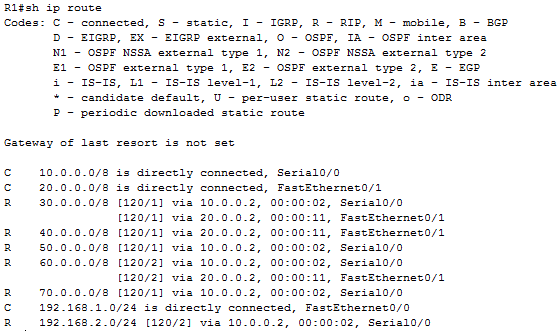 R1#sh ip route
Codes: C - connected, S - static, I - IGRP, R - RIP, M - mobile, B - BGP
       D - EIGRP, EX - EIGRP external, O - OSPF, IA - OSPF inter area
       N1 - OSPF NSSA external type 1, N2 - OSPF NSSA external type 2
       E1 - OSPF external type 1, E2 - OSPF external type 2, E - EGP
       i - IS-IS, L1 - IS-IS level-1, L2 - IS-IS level-2, ia - IS-IS inter area
       * - candidate default, U - per-user static route, o - ODR
       P - periodic downloaded static route
Gateway of last resort is not set
C    10.0.0.0/8 is directly connected, Serial0/0
C    20.0.0.0/8 is directly connected, FastEthernet0/1
R    30.0.0.0/8 [120/1] via 10.0.0.2, 00:00:02, Serial0/0
                [120/1] via 20.0.0.2, 00:00:11, FastEthernet0/1
R    40.0.0.0/8 [120/1] via 20.0.0.2, 00:00:11, FastEthernet0/1
R    50.0.0.0/8 [120/1] via 10.0.0.2, 00:00:02, Serial0/0
R    60.0.0.0/8 [120/2] via 10.0.0.2, 00:00:02, Serial0/0
                [120/2] via 20.0.0.2, 00:00:11, FastEthernet0/1
R    70.0.0.0/8 [120/1] via 10.0.0.2, 00:00:02, Serial0/0
C    192.168.1.0/24 is directly connected, FastEthernet0/0
R    192.168.2.0/24 [120/2] via 10.0.0.2, 00:00:02, Serial0/0